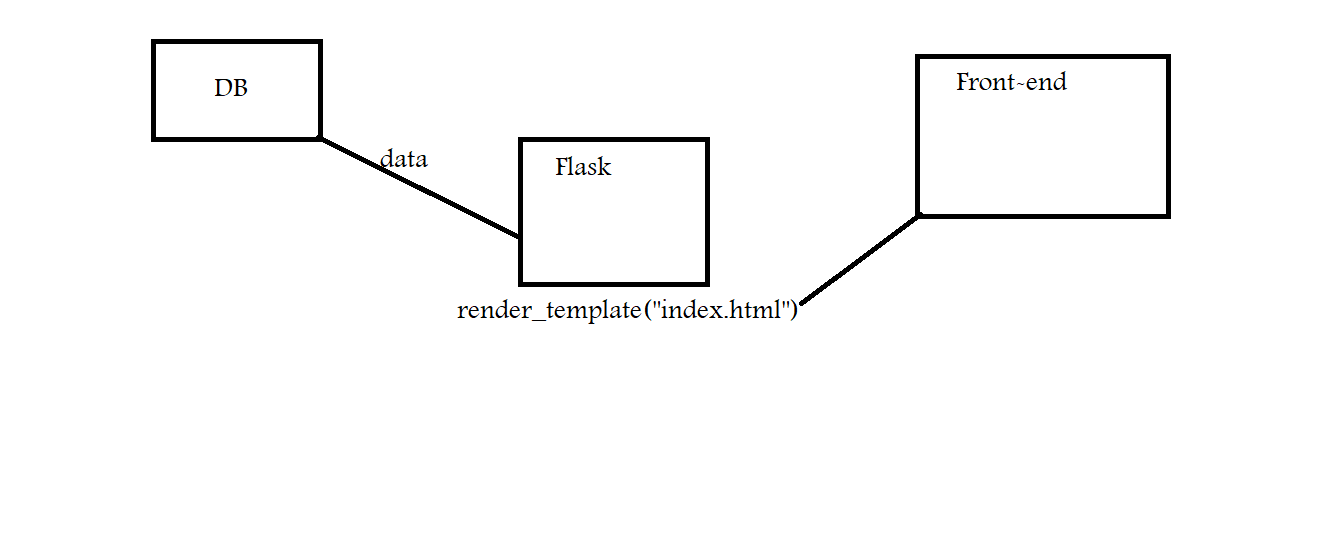 DB
Front-end
data
Flask
render_template("index.html")